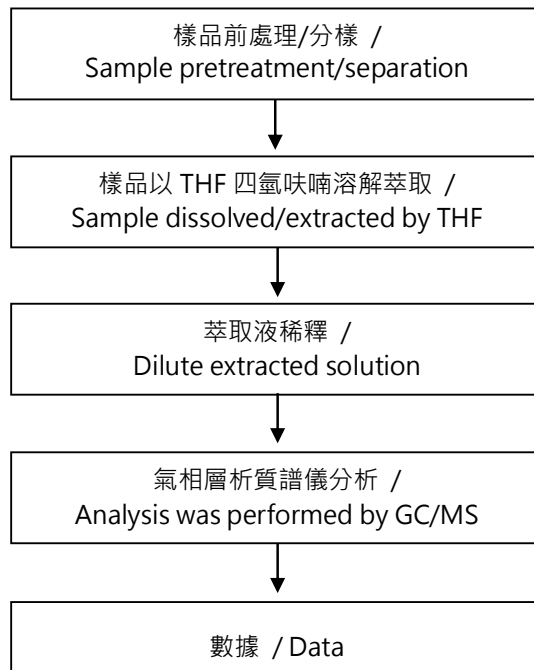 樣品前處理/分樣 /
Sample pretreatment/separation
樣品以 THF 四氫呋喃溶解萃取 /
Sample dissolved/extracted by THF
萃取液稀釋 /
Dilute extracted solution
氣相層析質譜儀分析 /
Analysis was performed by GC/MS
數據 / Data